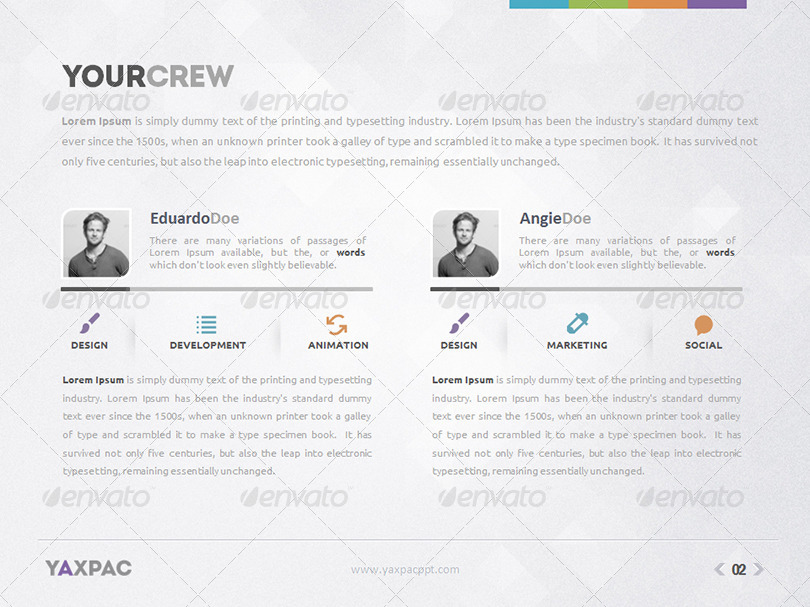 YOURCREW
Lorem Ipsum is simply dummy text of the printing and typesetting industry. Lorem Ipsum has been the industry's standard dummy text
ever since the 1500s, when an unknown printer took a galley of type and scrambled it to make a type specimen book. It has survived not
only five centuries, but also the leap into electronic typesetting, remaining essentially unchanged.
EduardoDoe
There are many variations of passages of
Lorem Ipsum available, but the, or words
which don't look even slightly believable.
DESIGN
DEVELOPMENT
ANIMATION
Lorem Ipsum is simply dummy text of the printing and typesetting
industry. Lorem Ipsum has been the industry's standard dummy
text ever since the 1500s, when an unknown printer took a galley
of type and scrambled it to make a type specimen book. It has
survived not only five centuries, but also the leap into electronic
typesetting, remaining essentially unchanged.
AngieDoe
There are many variations of passages of
Lorem Ipsum available, but the, or words
which don't look even slightly believable.
DESIGN
MARKETING
SOCIAL
Lorem Ipsum is simply dummy text of the printing and typesetting
industry. Lorem Ipsum has been the industry's standard dummy
text ever since the 1500s, when an unknown printer took a galley
of type and scrambled it to make a type specimen book. It has
survived not only five centuries, but also the leap into electronic
typesetting, remaining essentially unchanged.
envato envato envato envato
envato envato envato envato
envato envato envato envato
YAXPAC
www.yaxpacppt.com
02